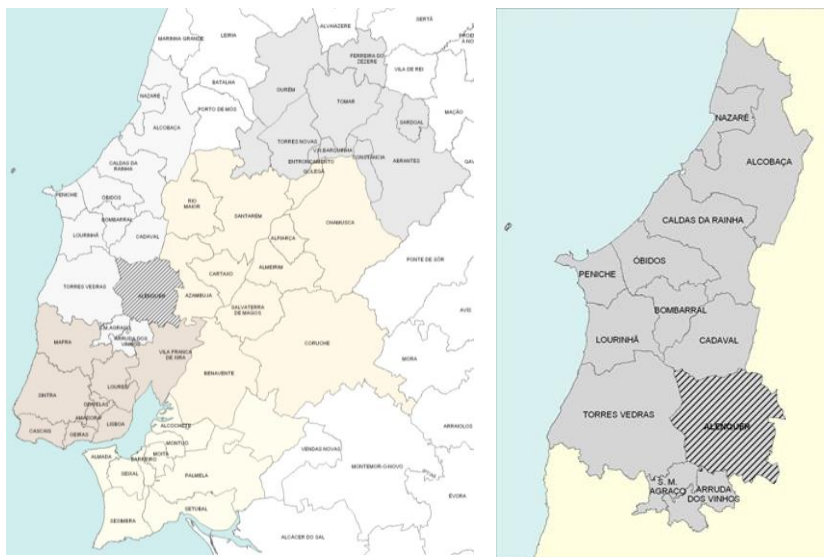 MARINHA GRANDE
LEIRIA
ALVAIAZERE
SERTÃ
FERREIRA DO
ZEZERE
VILA DE REI
BATALHA
OURÉM
NAZARÉ
PORTO DE MÓS
TOMAR
MAÇÃO
SARDOAL
ALCOBAÇA
TORRES NOVAS
V.N.BARQUINHA
ENTRONCAMENTO
CONSTÂNCIA
ABRANTES
GOLEGÃ
CALDAS DA
RAINHA
PENICHE
ÓBIDOS
RIO
MAIOR
SANTARÉM
CHAMUSCA
BOMBARRAL
LOURINHÃ
CADAVAL
ALPIARÇA
PONTE DE SÔR
CARTAXO
ALMEIRIM
TORRES VEDRAS
ALENQUER
AZAMBUJA
SALVATERRA
DE MAGOS
AVIS
S.M.AGRAÇO
ARRUDA DOS
VINHOS
MAFRA
VILA FRANCA
DE XIRA
CORUCHE
MORA
BENAVENTE
SINTRA
LOURES
ODIVELAS
AMADORA
LISBOA
CASCAIS
OEIRAS
ALCOCHETE
MONTIJO
ARRAIOLOS
ALMADA
BARREIRO
MOITA
VENDAS NOVAS
SEIXAL
PALMELA
MONTEMOR-O-NOVO
ÉVORA
SESIMBRA
SETUBAL
ALCÁCER DO SAL
NAZARÉ
ALCOBAÇA
CALDAS DA RAINHA
PENICHE
ÓBIDOS
BOMBARRAL
LOURINHÃ
CADAVAL
TORRES VEDRAS
ALENQUER
S. M.
AGRAÇO
ARRUDA
DOS VINHOS